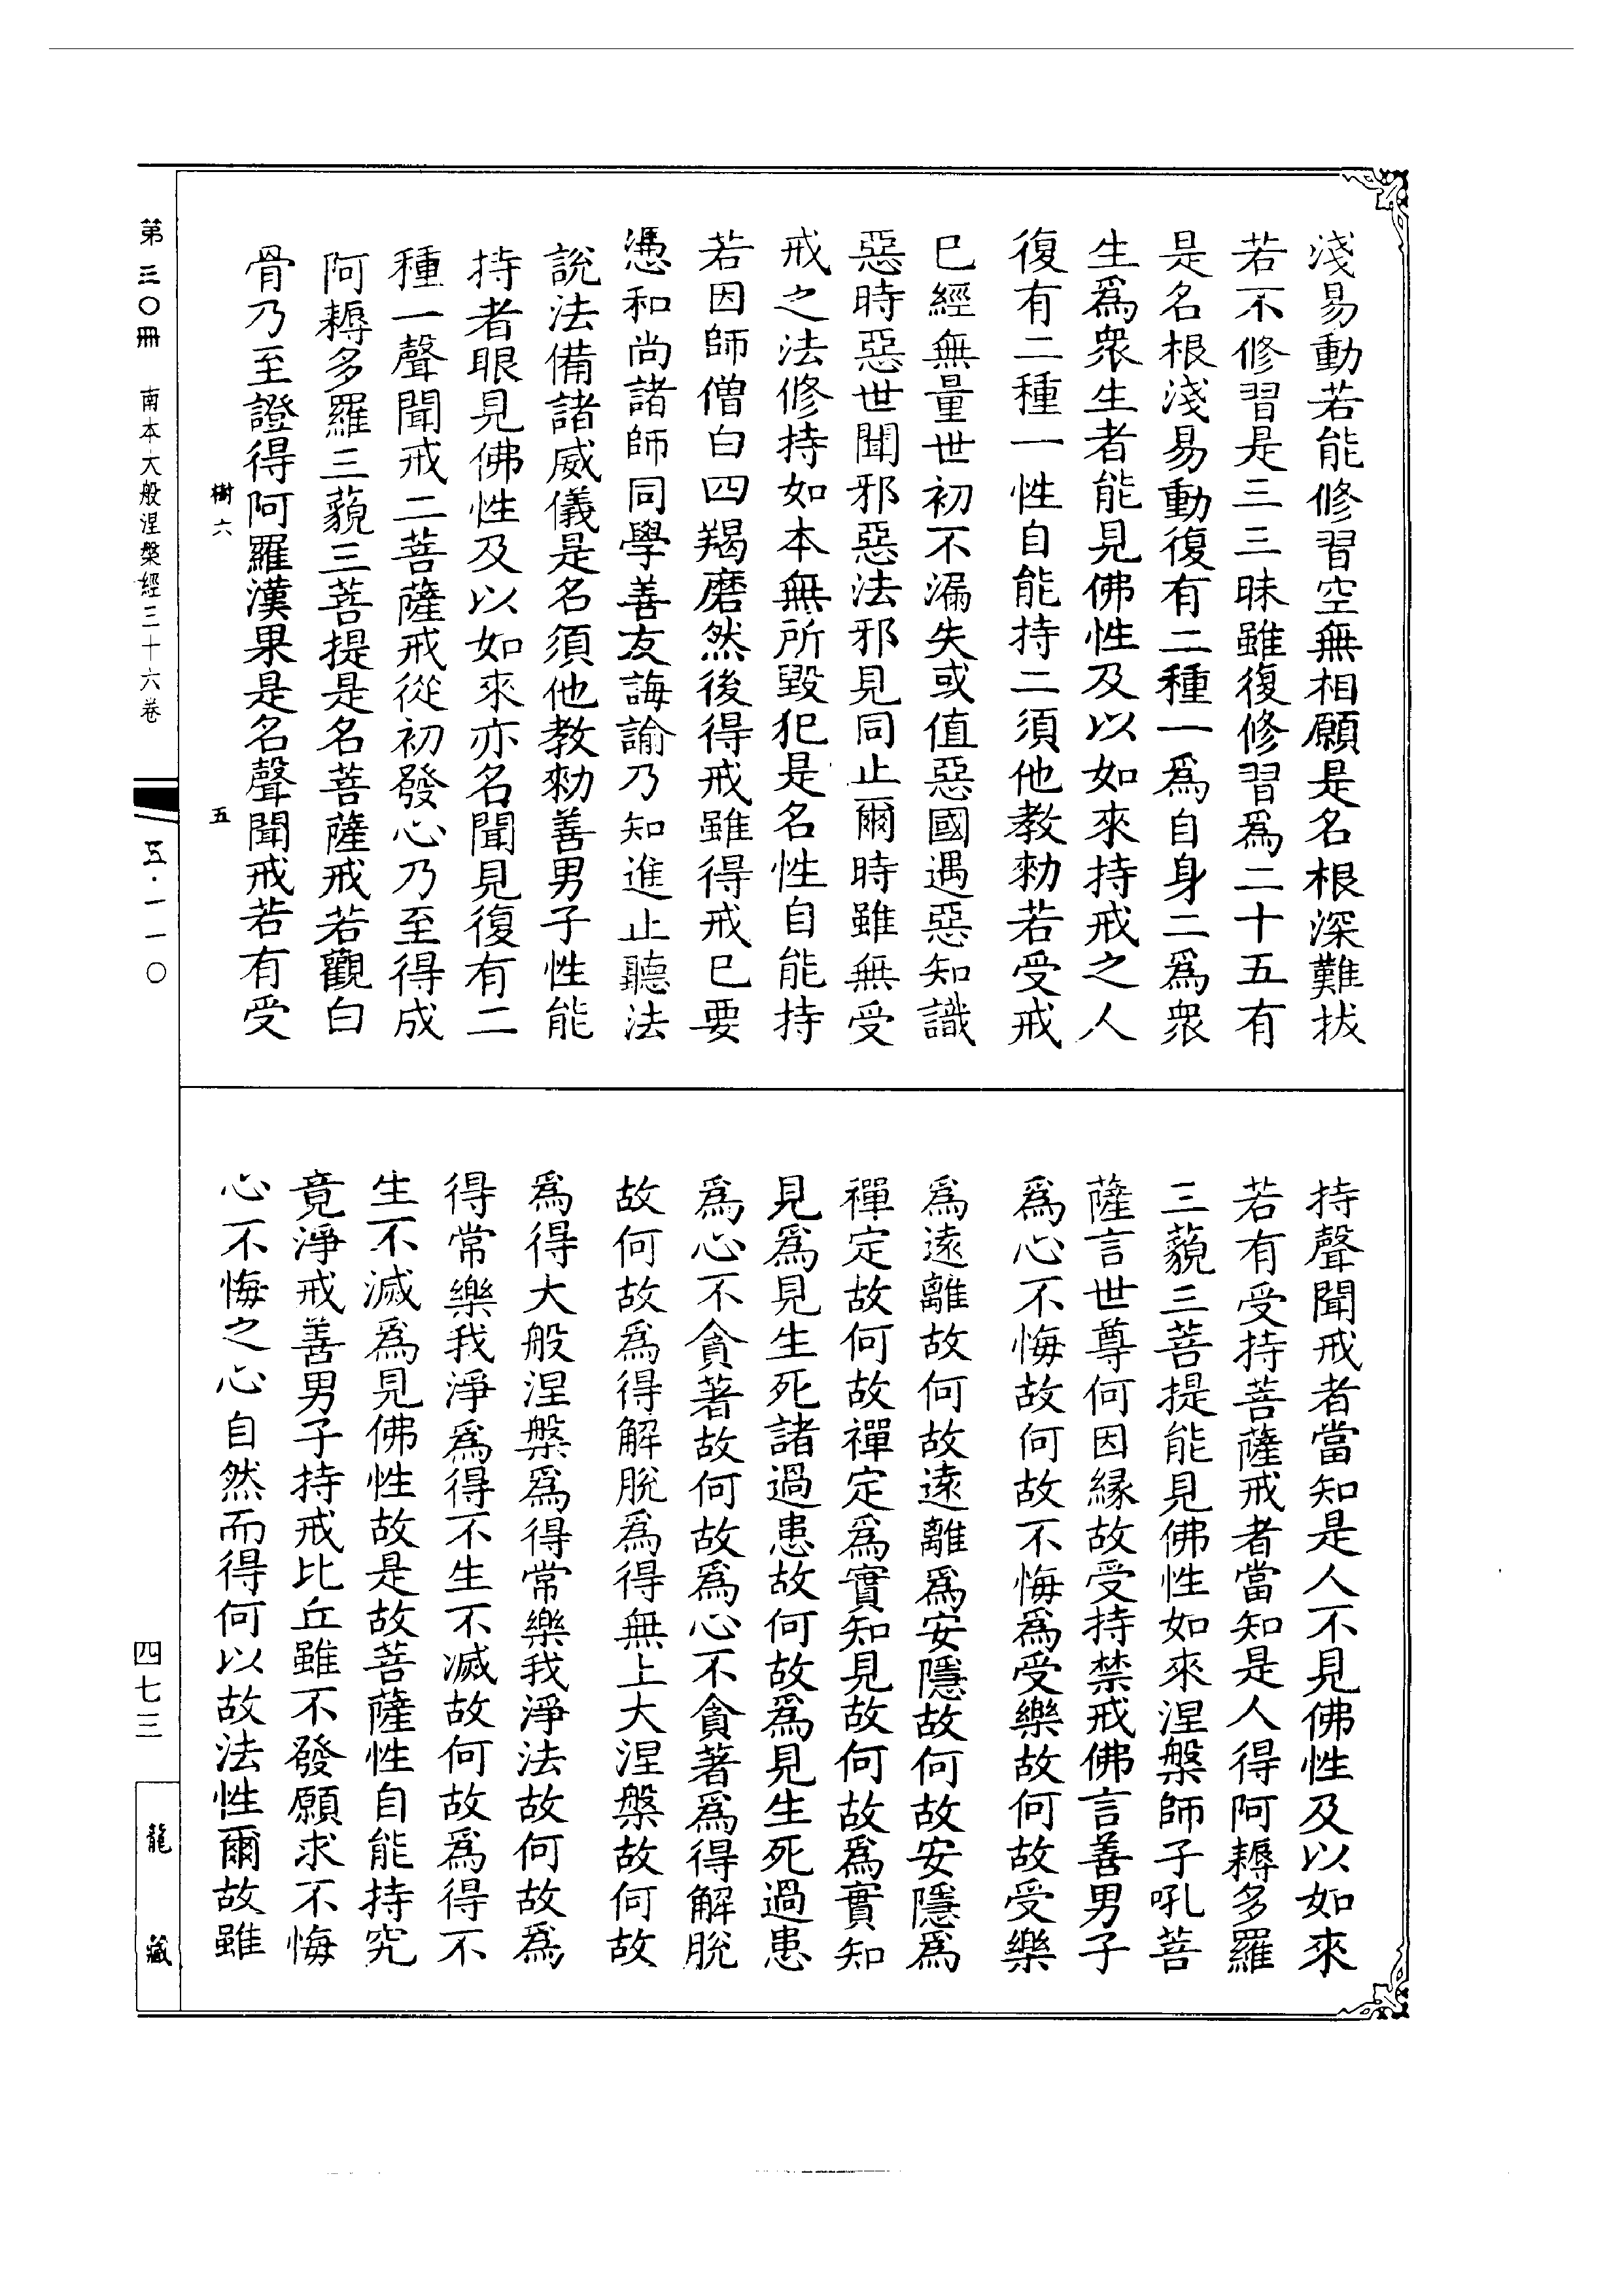 淺易動若能修習空無相願是名根深難拔
若不修習是三三昧雖復修習爲二十五有
是名根淺易動復有二種一爲自身二爲衆
生爲衆生者能見佛性及以如來持戒之人
復有二種一性自能持二須他教勑若受戒
巳經無量世初不漏失或值惡國遇惡知識
惡時惡世聞邪惡法邪見同止爾時雖無受
戒之法修持如本無所毀犯是名性自能持
若因師僧白四羯磨然後得戒雖得戒巳要
憑和尚諸師同學善友誨諭乃知進止聽法
說法備諸威儀是名須他教勑善男子性能
持者眼見佛性及以如來亦名聞見復有二
種一聲聞戒二菩薩戒從初發心乃至得成
阿耨多羅三藐三菩提是名菩薩戒若觀白
骨乃至證得阿羅漢果是名聲聞戒若有受
樹六
五
持聲聞戒者當知是人不見佛性及以如來
若有受持菩薩戒者當知是人得阿耨多羅
三藐三菩提能見佛性如來涅槃師子吼菩
薩言世尊何因緣故受持禁戒佛言善男子
爲心不悔故何故不悔爲受樂故何故受樂
爲遠離故何故遠離爲安隱故何故安隱爲
禪定故何故禪定爲實知見故何故爲實知
見爲見生死諸過患故何故爲見生死過患
爲心不貪著故何故爲心不貪著爲得解脫
故何故爲得解脫爲得無上大涅槃故何故
爲得大般涅槃爲得常樂我淨法故何故爲
得常樂我淨爲得不生不滅故何故爲得不
生不滅爲見佛性故是故菩薩性自能持究
竟淨戒善男子持戒比丘雖不發願求不悔
心不悔之心自然而得何以故法性爾故雖
第三〇冊
南本大般涅槃經三十六卷
五·一一〇
四七三
龍藏